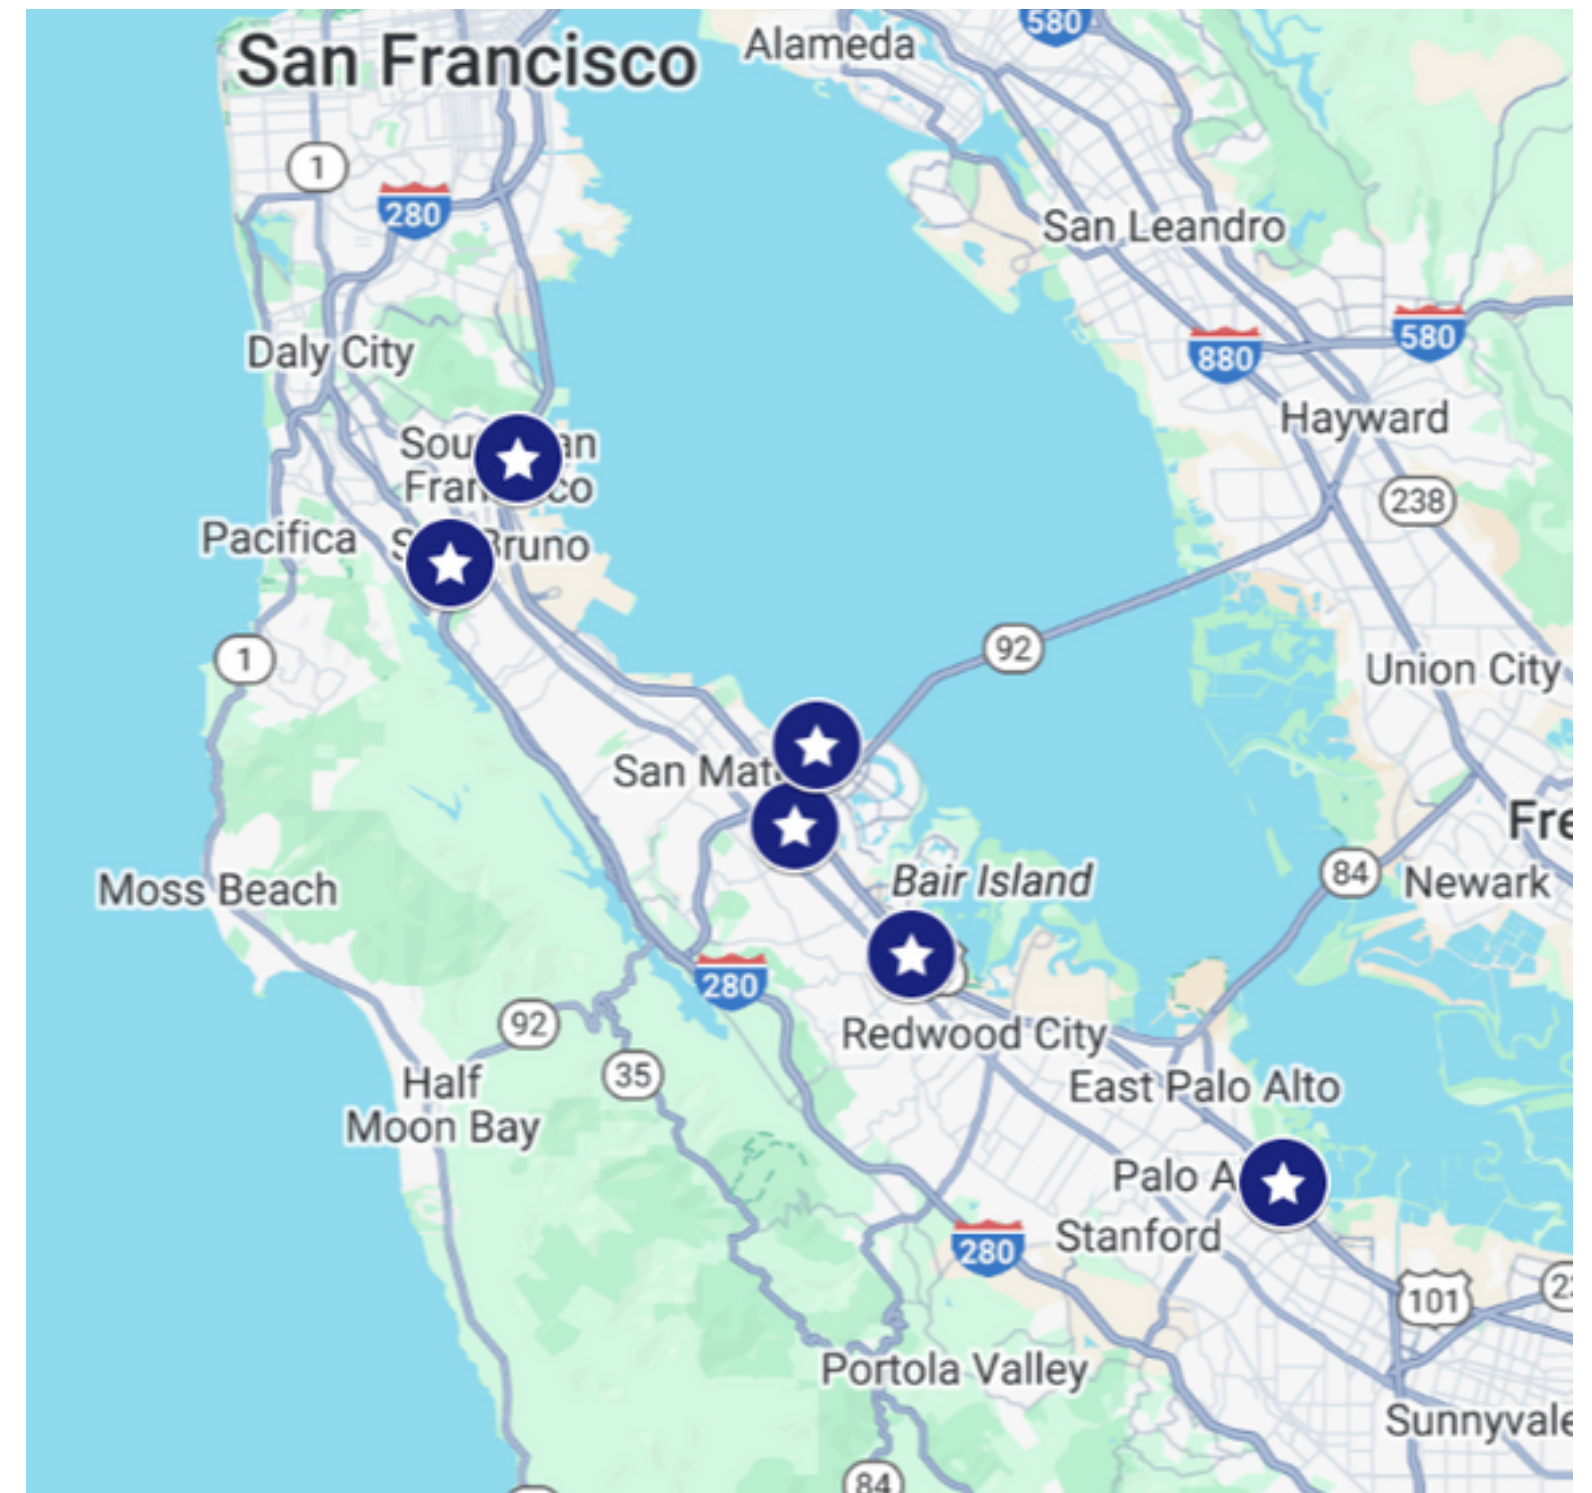 San Francisco
Alameda
580
1
280
San Leandro
Daly City
880
580
Hayward
238
Pacifica
Bruno
1
92
Union City
San Mat
Moss Beach
Bair Island
84
Newark
280
Redwood City
92
35
Half
Moon Bay
East Palo Alto
Palo A
Stanford
280
101
Portola Valley
Sunnyvale
84